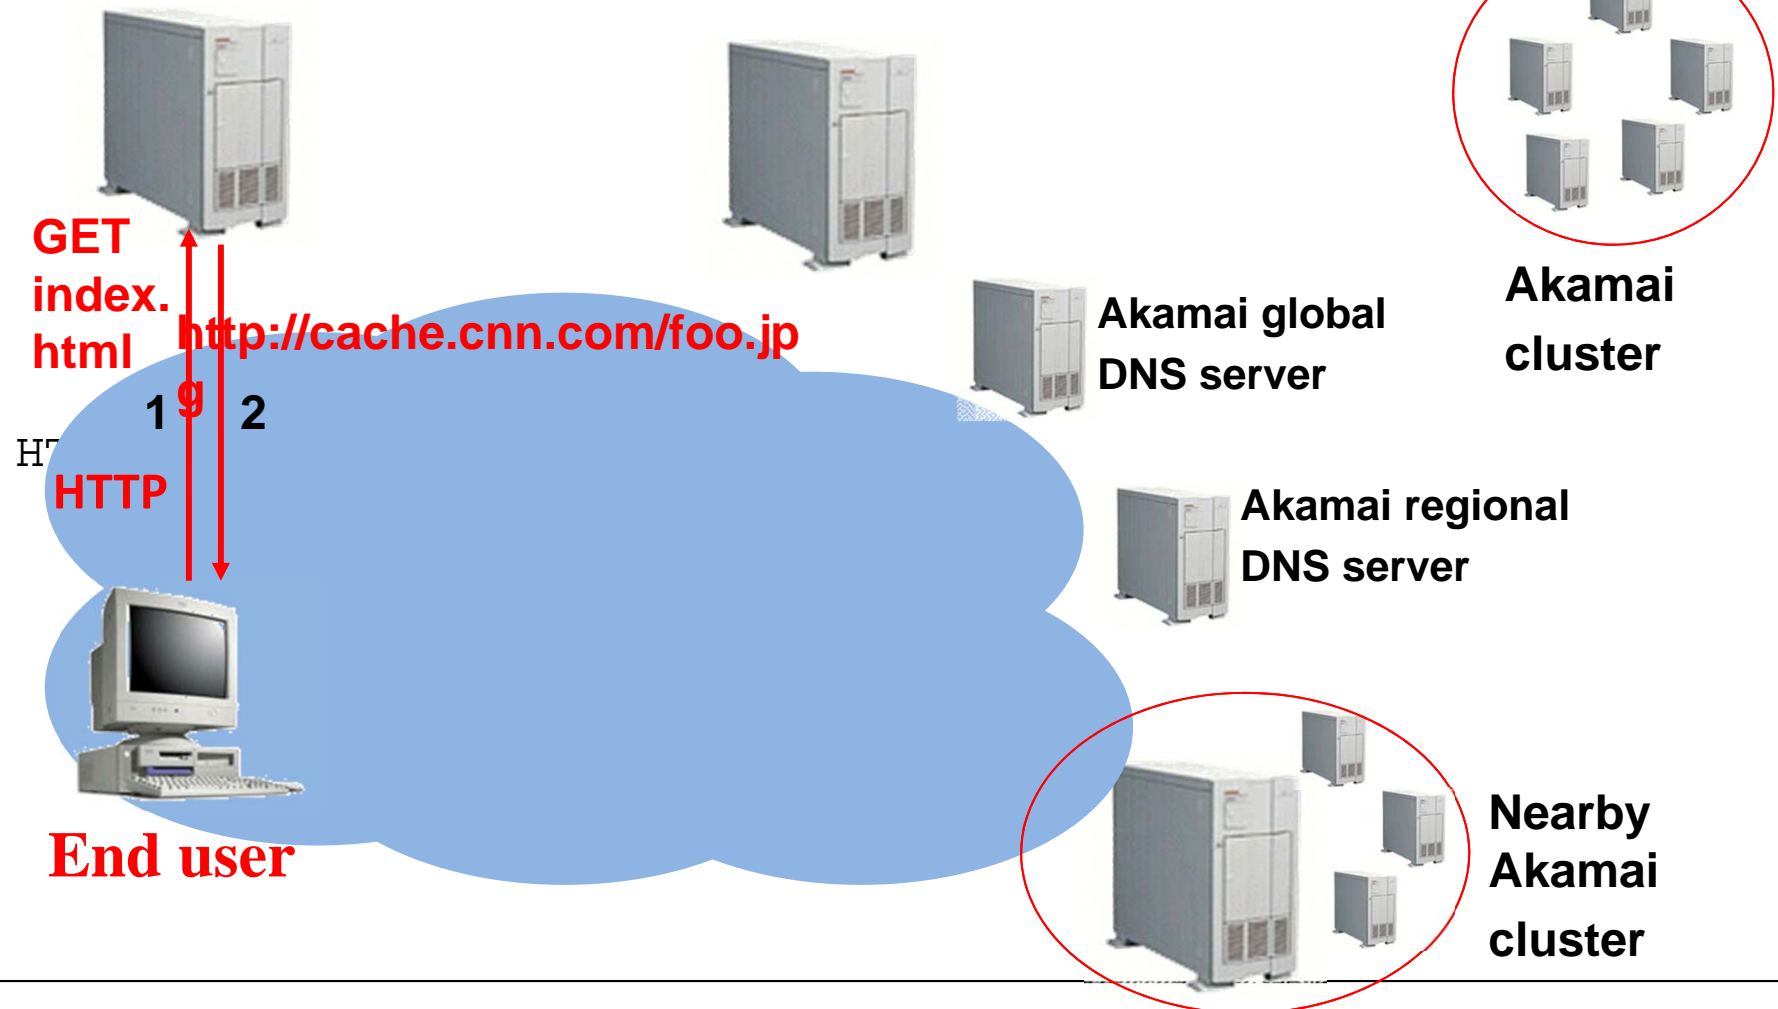 GET
index.
html
http://cache.cnn.com/foo.jp
g
1
2
HTTP
End user
Akamai global
DNS server
Akamai regional
DNS server
Akamai
cluster
Nearby
Akamai
cluster